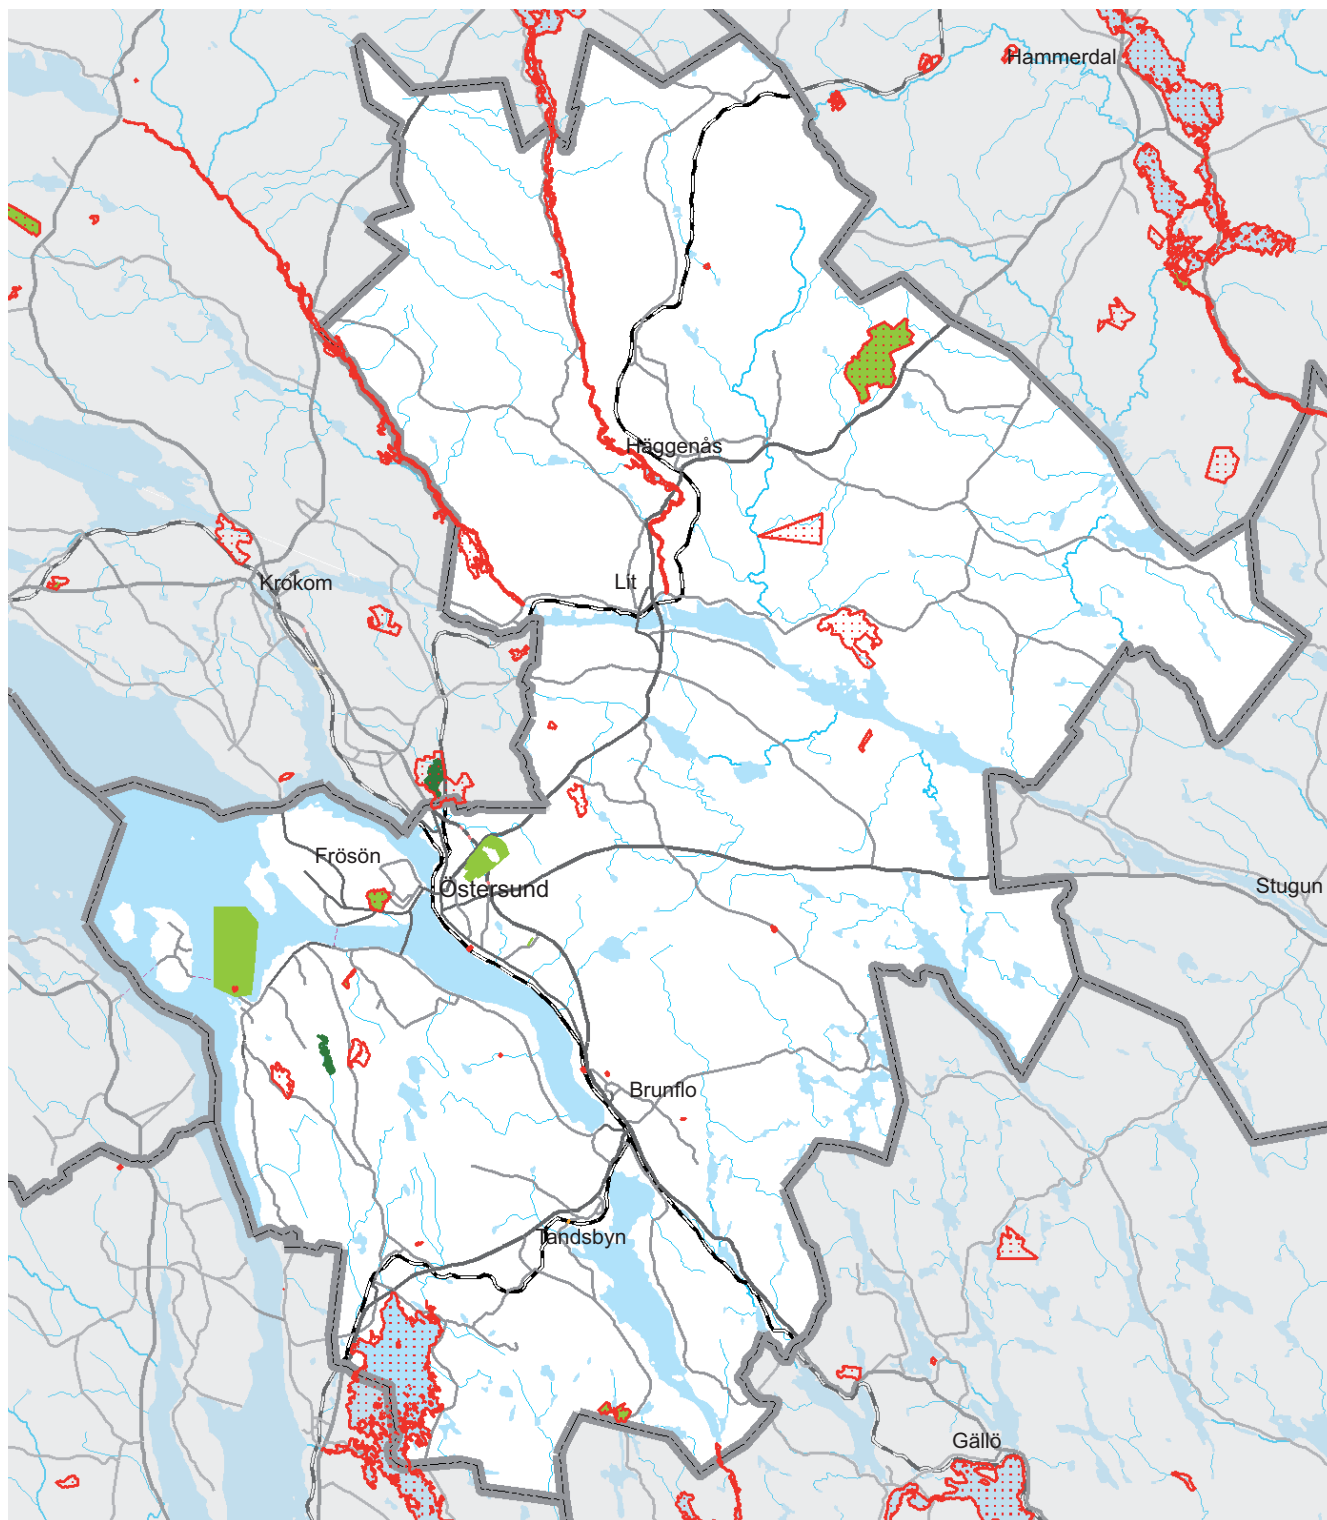 Hammerdal
Häggenås
Krokom
Lit
Frösön
Östersund
Stugun
Brunflo
Tandsbyn
Gällö